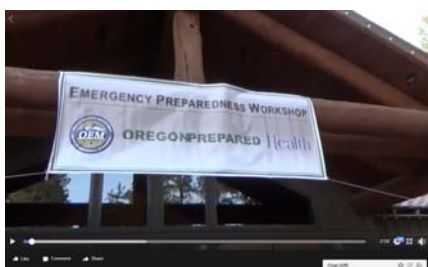 EMERGENCY PREPAREDNESS WORKSHOP
OEM OREGONPREPARED Health
Like Comment Share